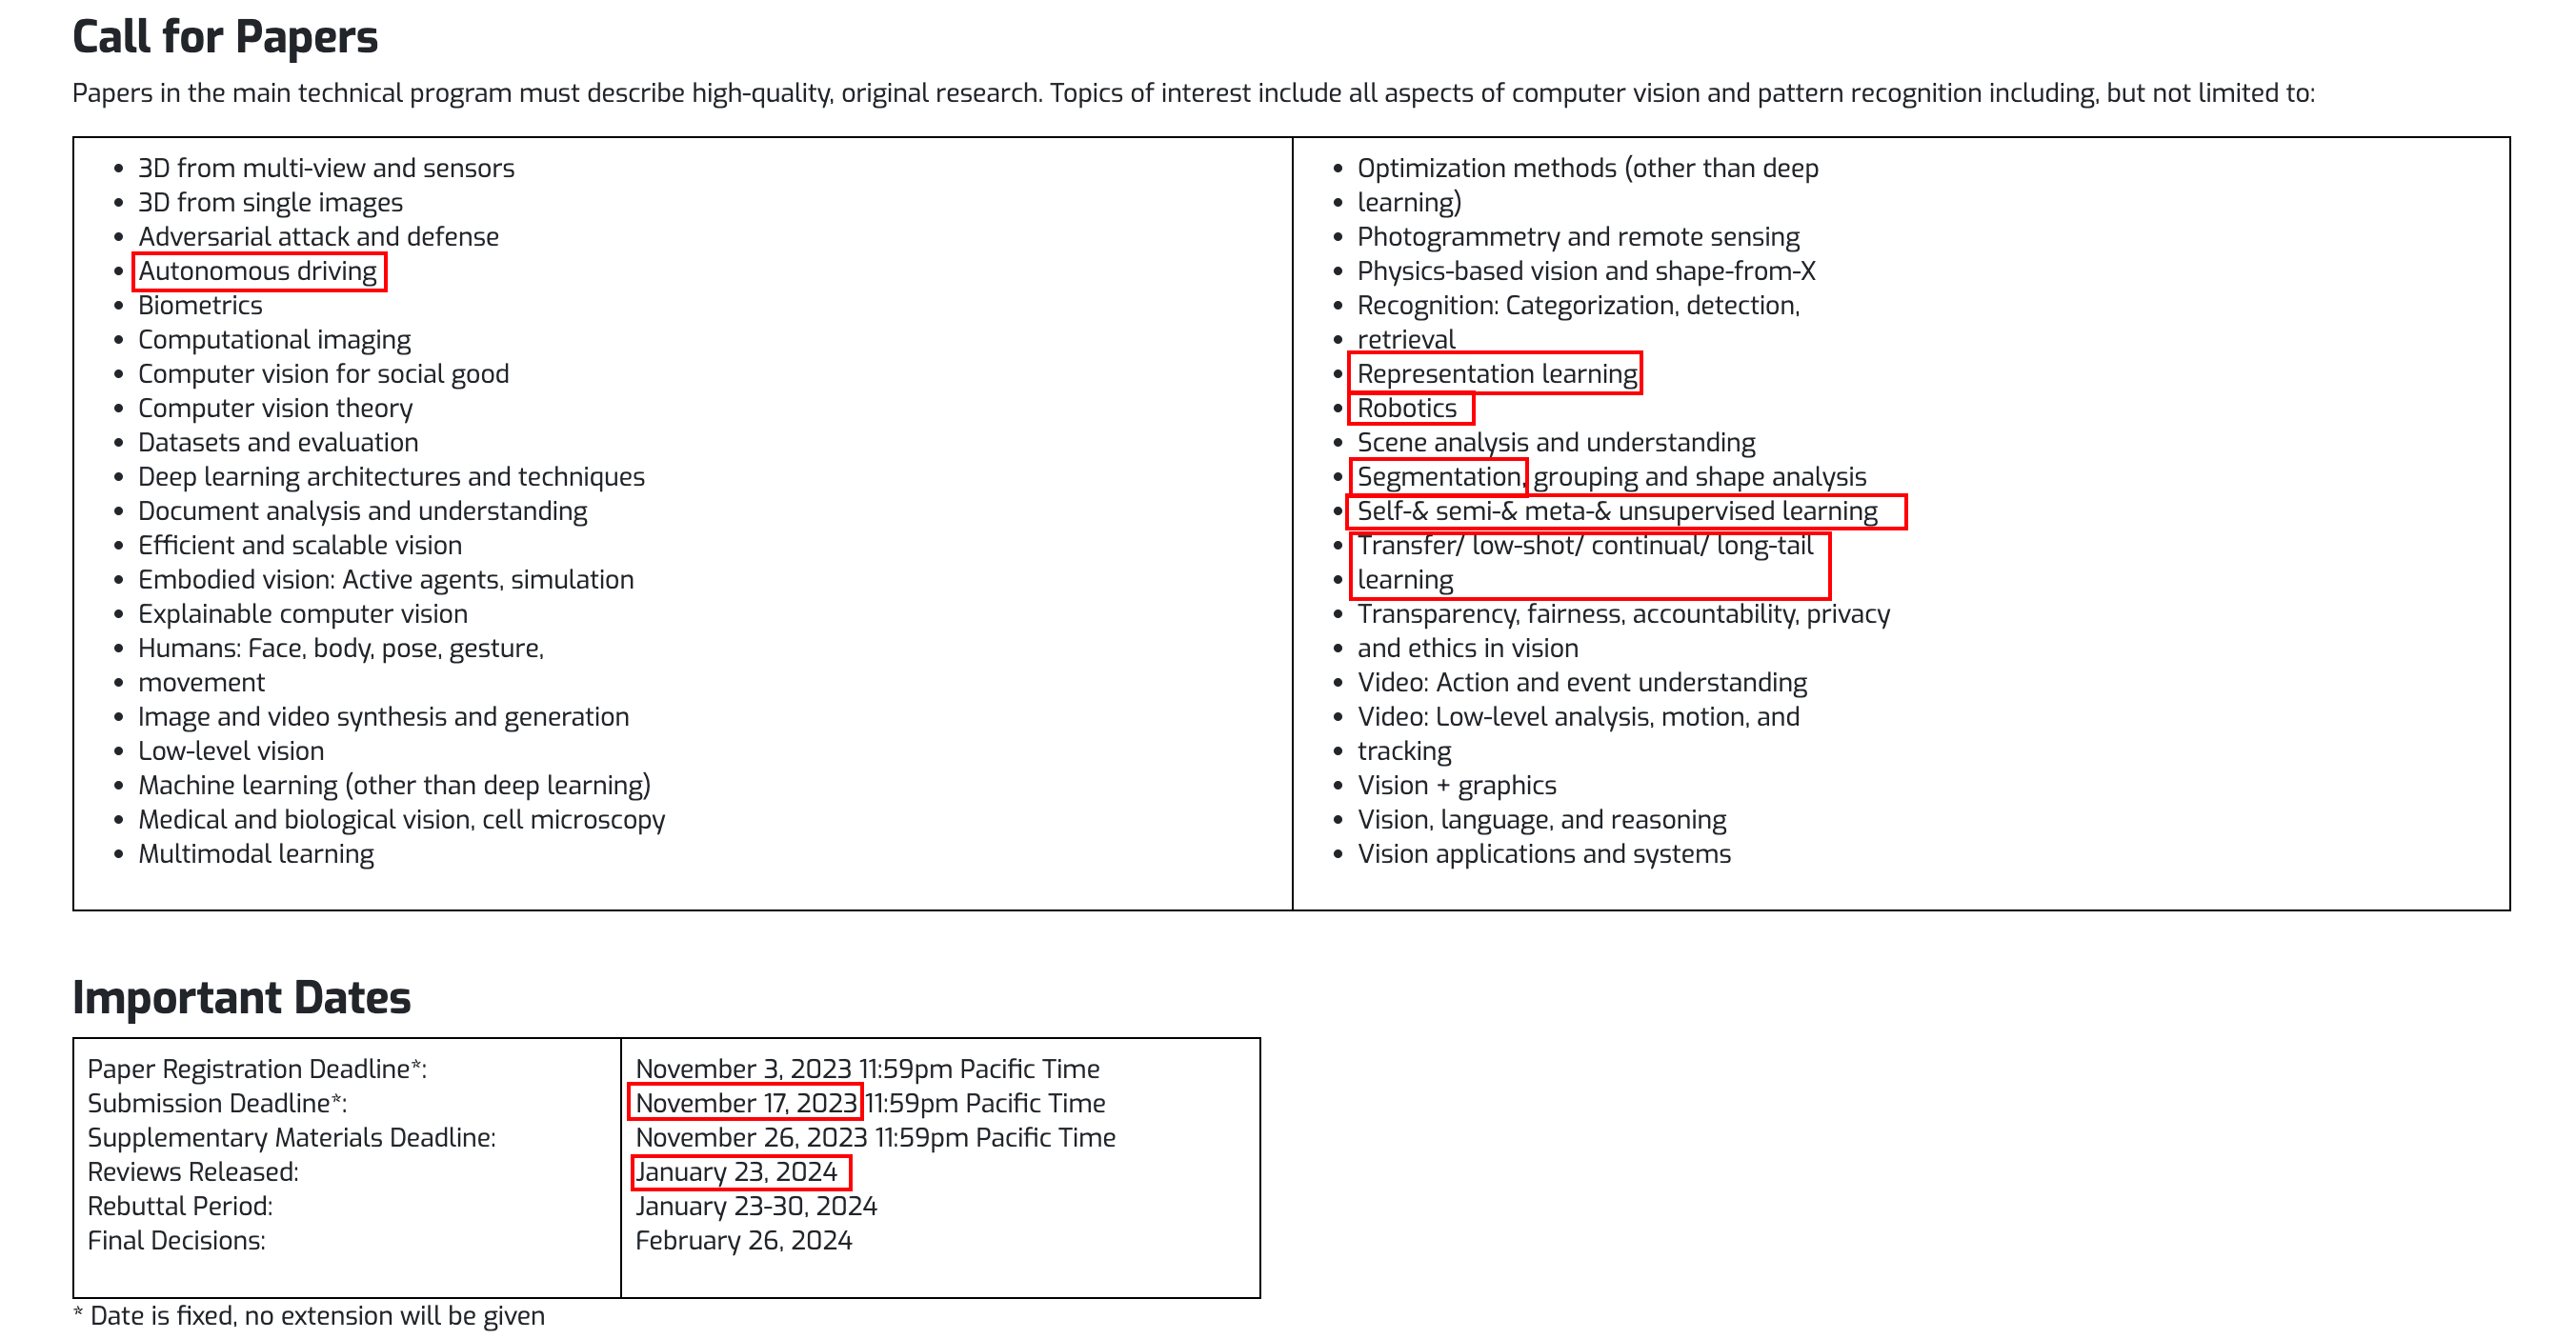 Call for Papers
Papers in the main technical program must describe high-quality, original research. Topics of interest include all aspects of computer vision and pattern recognition including, but not limited to:
• 3D from multi-view and sensors
• 3D from single images
• Adversarial attack and defense
• Autonomous driving
• Biometrics
• Computational imaging
• Computer vision for social good
• Computer vision theory
• Datasets and evaluation
• Deep learning architectures and techniques
• Document analysis and understanding
• Efficient and scalable vision
• Embodied vision: Active agents, simulation
• Explainable computer vision
• Humans: Face, body, pose, gesture,
• movement
• Image and video synthesis and generation
• Low-level vision
• Machine learning (other than deep learning)
• Medical and biological vision, cell microscopy
• Multimodal learning
• Optimization methods (other than deep
• learning)
• Photogrammetry and remote sensing
• Physics-based vision and shape-from-X
• Recognition: Categorization, detection,
• retrieval
• Representation learning
• Robotics
• Scene analysis and understanding
• Segmentation, grouping and shape analysis
• Self-& semi-& meta-& unsupervised learning
• Transfer/ low-shot/ continual/ long-tail
• learning
• Transparency, fairness, accountability, privacy
• and ethics in vision
• Video: Action and event understanding
• Video: Low-level analysis, motion, and
• tracking
• Vision + graphics
• Vision, language, and reasoning
• Vision applications and systems
Important Dates
Paper Registration Deadline*: November 3, 2023 11:59pm Pacific Time
Submission Deadline*: November 17, 2023 11:59pm Pacific Time
Supplementary Materials Deadline: November 26, 2023 11:59pm Pacific Time
Reviews Released: January 23, 2024
Rebuttal Period: January 23-30, 2024
Final Decisions: February 26, 2024
* Date is fixed, no extension will be given